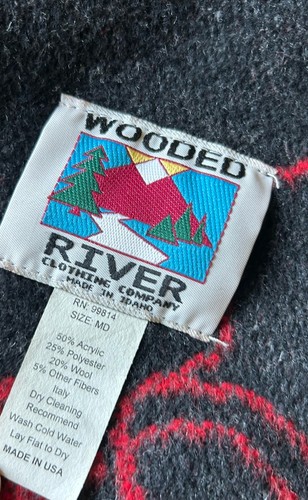 WOODED
RIVER
CLOTHING COMPANY
MADE IN IDAHO
RN: 99814
SIZE: MD
50% Acrylic
25% Polyester
20% Wool
5% Other Fibers
Italy
Dry Cleaning
Recommend
Wash Cold Water
Lay Flat to Dry
MADE IN USA